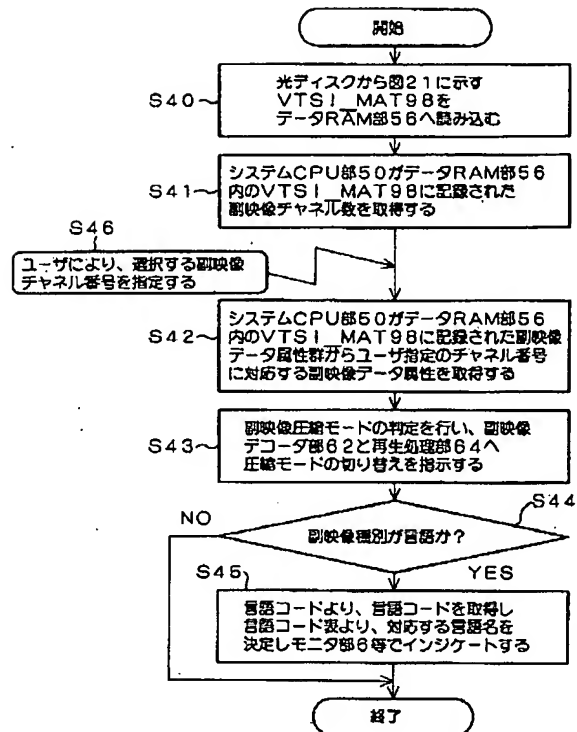 開始
S40
光ディスクから図21に示す
VTSI_MAT98を
データRAM部56へ読み込む
S41
システムCPU部50がデータRAM部56
内のVTSI_MAT98に記録された
副映像チャネル数を取得する
S46
ユーザにより、選択する副映像
チャネル番号を指定する
S42
システムCPU部50がデータRAM部56
内のVTSI_MAT98に記録された副映像
データ属性群からユーザ指定のチャネル番号
に対応する副映像データ属性を取得する
S43
副映像圧縮モードの判定を行い、副映像
デコーダ部62と再生処理部64へ
圧縮モードの切り替えを指示する
S44
NO
副映像種別が言語か?
S45
YES
言語コードより、言語コードを取得し
言語コード表より、対応する言語名を
決定しモニタ部6等でインジケートする
終了